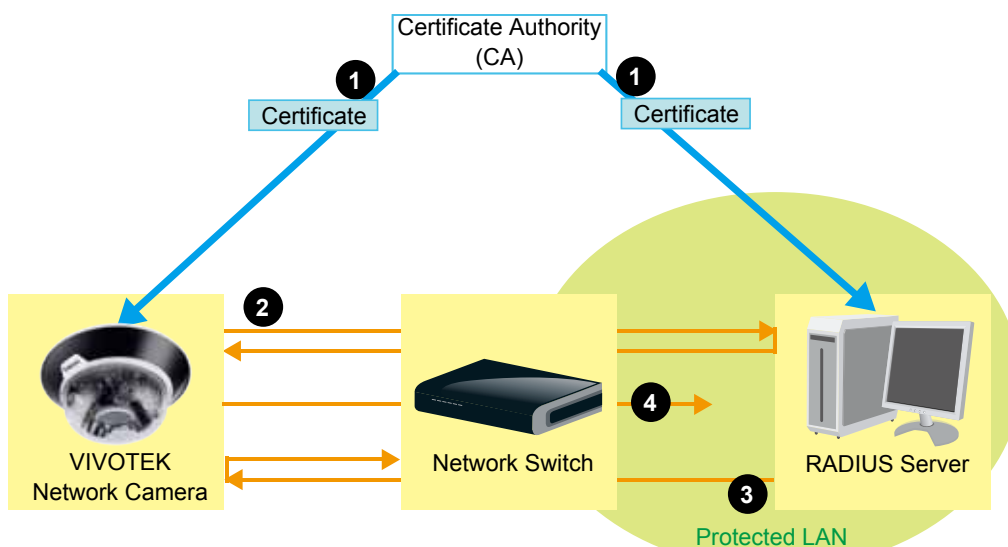 Certificate Authority
(CA)
1
1
Certificate
Certificate
2
4
VIVOTEK
Network Camera
Network Switch
RADIUS Server
3
Protected LAN